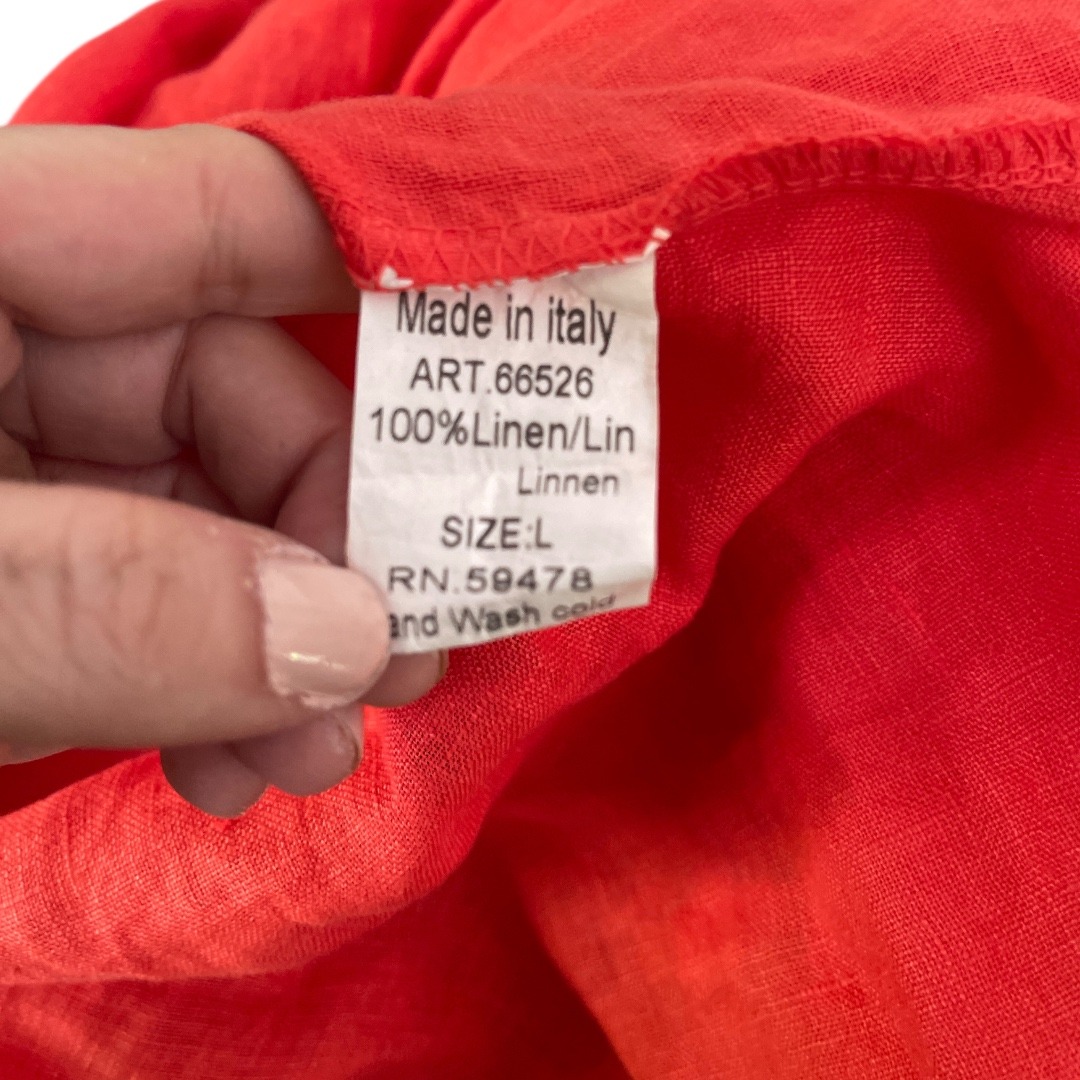 Made in italy
ART.66526
100%Linen/Lin
Linnen
SIZE:L
RN.59478
and Wash cold